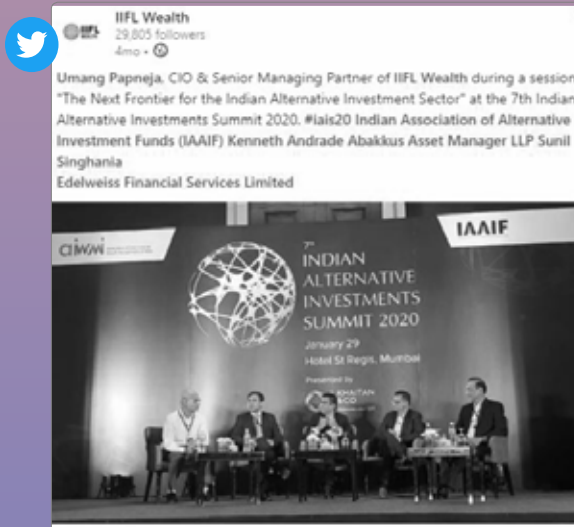 IIFL Wealth
29,805 followers
4mo •
Umang Papneja, CIO & Senior Managing Partner of IIFL Wealth during a session
"The Next Frontier for the Indian Alternative Investment Sector" at the 7th Indian
Alternative Investments Summit 2020. #iais20 Indian Association of Alternative
Investment Funds (IAAIF) Kenneth Andrade Abakkus Asset Manager LLP Sunil
Singhania
Edelweiss Financial Services Limited
IAAIF
7th
INDIAN
ALTERNATIVE
INVESTMENTS
SUMMIT 2020
January 29
Hotel St Regis, Mumbai
Presented by
KHAITAN
&CO